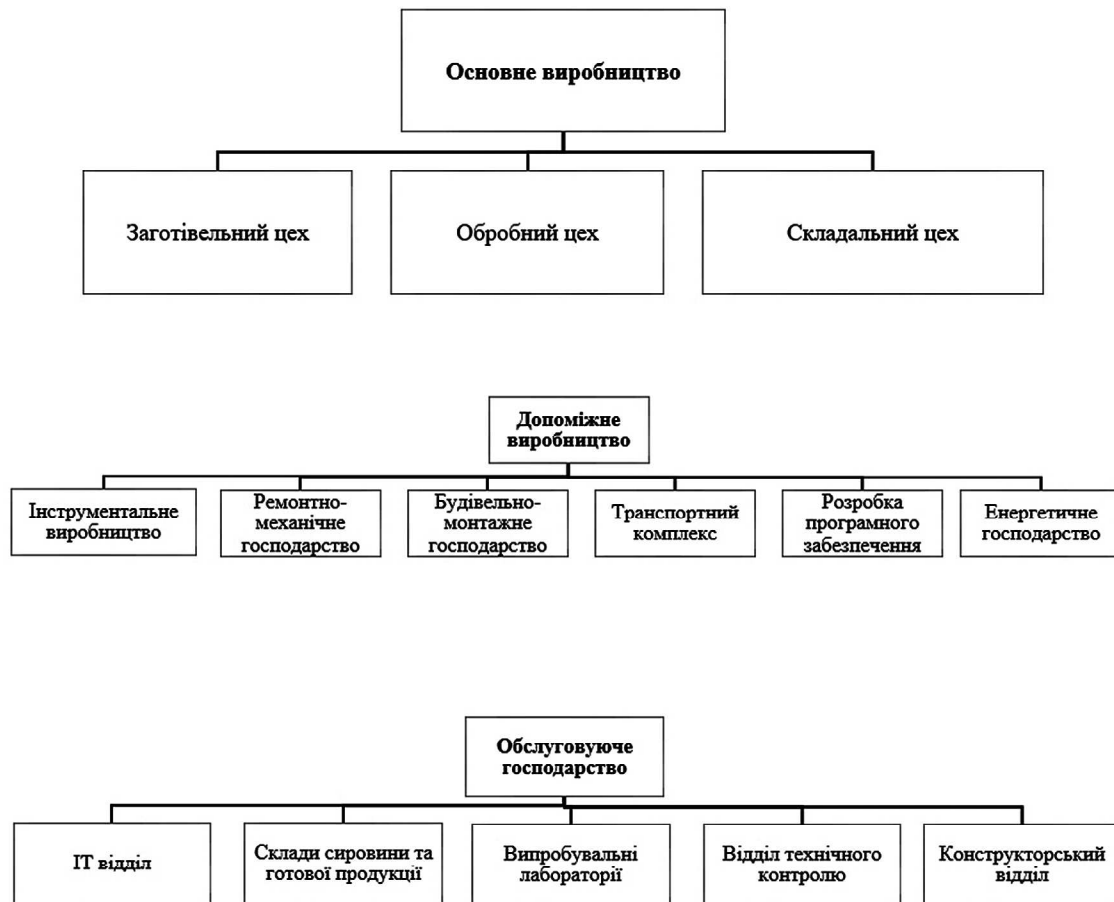 Основне виробництво
Заготівельний цех
Обробний цех
Складальний цех
Допоміжне
виробництво
Інструментальне
виробництво
Ремонтно-
механічне
господарство
Будівельно-
монтажне
господарство
Транспортний
комплекс
Розробка
програмного
забезпечення
Енергетичне
господарство
Обслуговуюче
господарство
ІТ відділ
Склади сировини та
готової продукції
Випробувальні
лабораторії
Відділ технічного
контролю
Конструкторський
відділ